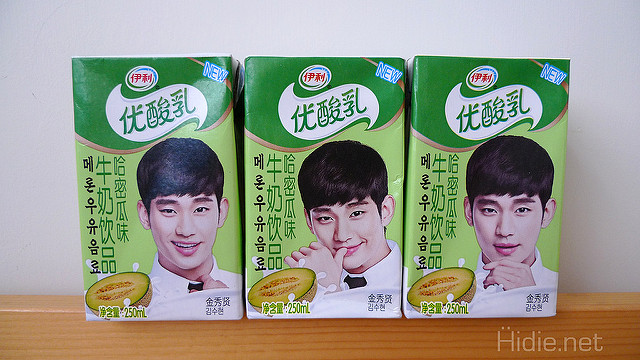 伊利
NEW
优酸乳
메론우유음료
牛奶饮品
哈密瓜味
金秀贤
김수현
净含量:250mL
伊利
NEW
优酸乳
메론우유음료
牛奶饮品
哈密瓜味
金秀贤
김수현
净含量:250mL
伊利
NEW
优酸乳
메론우유음료
牛奶饮品
哈密瓜味
金秀贤
김수현
净含量:250mL
Hidie.net